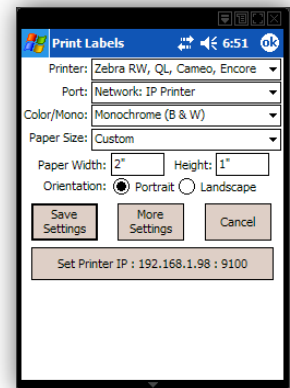 Print Labels 6:51 ok
Printer: Zebra RW, QL, Cameo, Encore
Port: Network: IP Printer
Color/Mono: Monochrome (B & W)
Paper Size: Custom
Paper Width: 2" Height: 1"
Orientation: Portrait Landscape
Save Settings More Settings Cancel
Set Printer IP : 192.168.1.98 : 9100